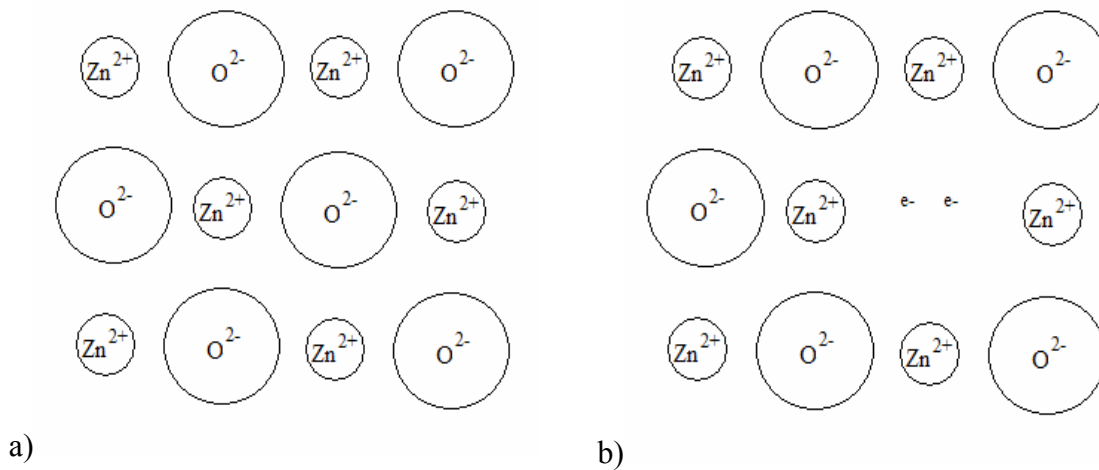 Zn2+ O2- Zn2+ O2-
O2- Zn2+ O2- Zn2+
Zn2+ O2- Zn2+ O2-
a)
Zn2+ O2- Zn2+ O2-
O2- Zn2+ e- e- Zn2+
Zn2+ O2- Zn2+ O2-
b)